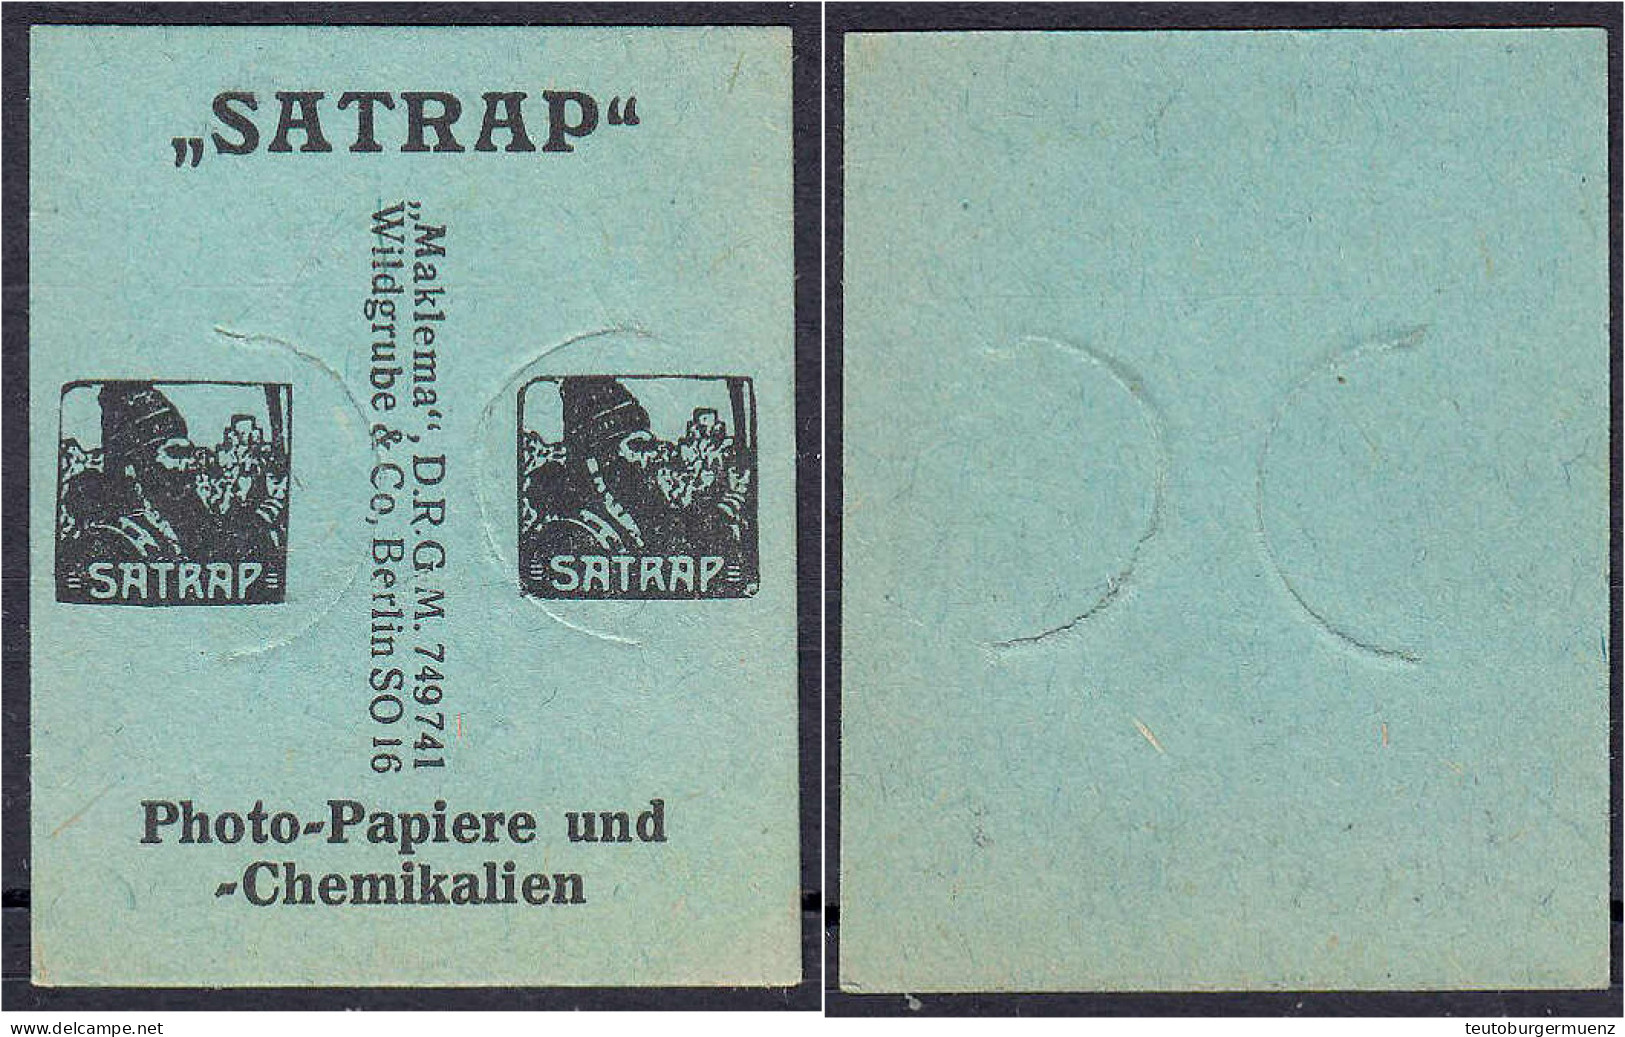 „SATRAP“
„Maklema“, D.R.G.M. 749741
Wildgrube & Co, Berlin SO 16
SATRAP
SATRAP
Photo-Papiere und
-Chemikalien
www.delcampe.net
teutoburgermuenz